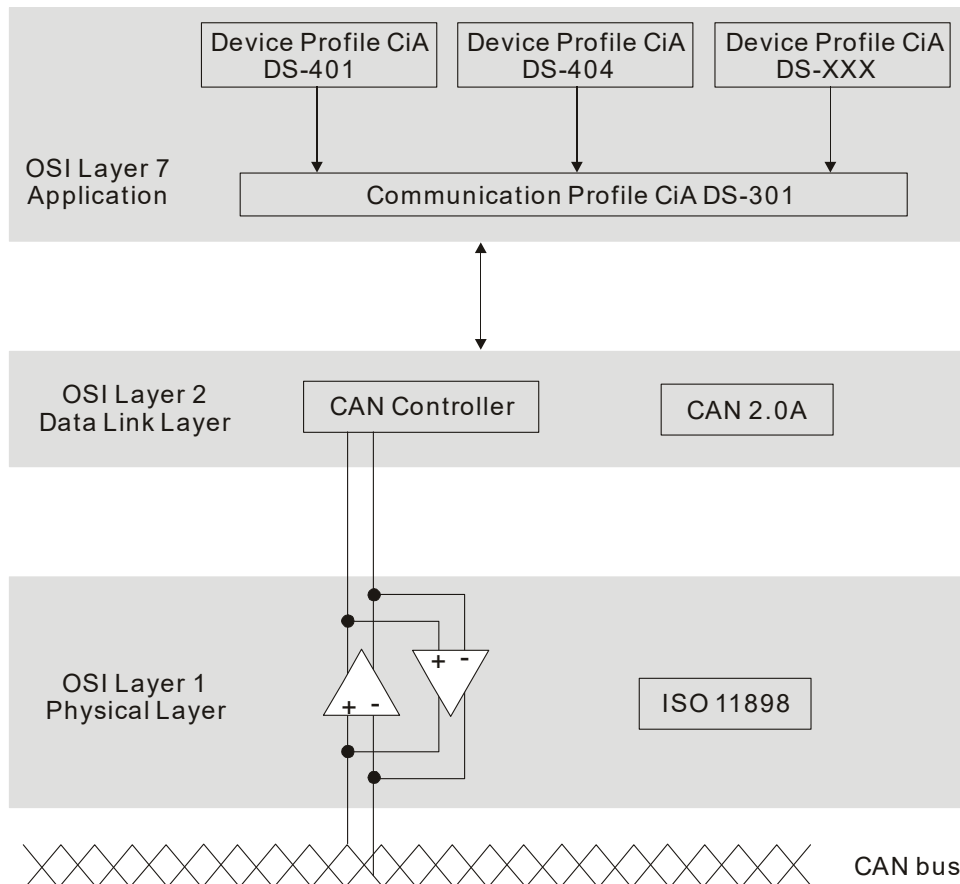 Device Profile CiA
DS-401
Device Profile CiA
DS-404
Device Profile CiA
DS-XXX
OSI Layer 7
Application
Communication Profile CiA DS-301
OSI Layer 2
Data Link Layer
CAN Controller
CAN 2.0A
+ -
OSI Layer 1
Physical Layer
+ -
ISO 11898
CAN bus